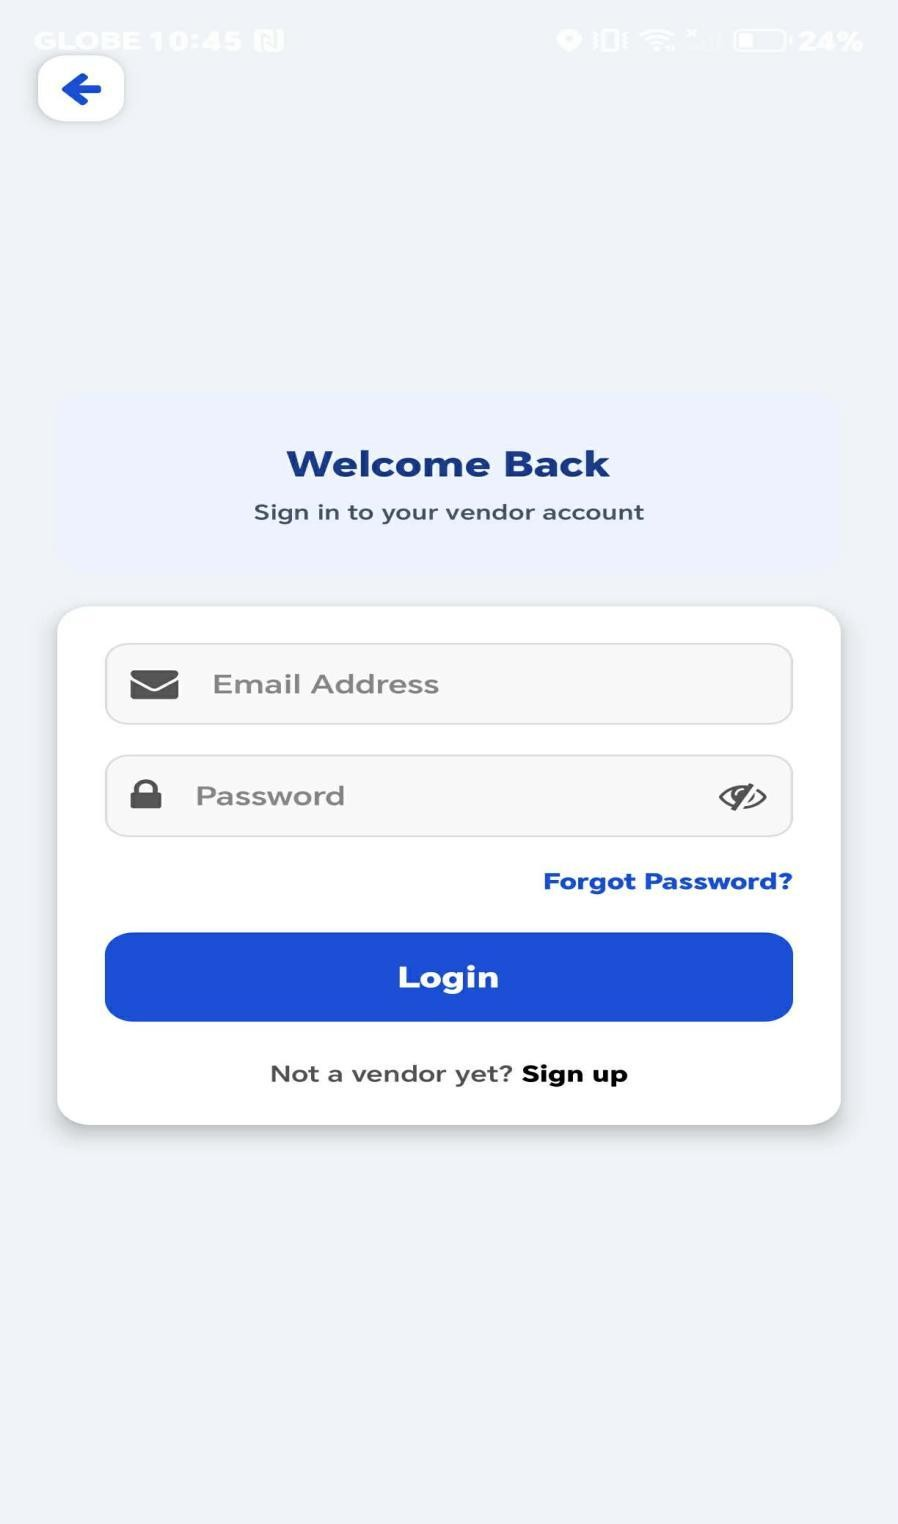 GLOBE 10:45 24%
Welcome Back
Sign in to your vendor account
Email Address
Password
Forgot Password?
Login
Not a vendor yet? Sign up